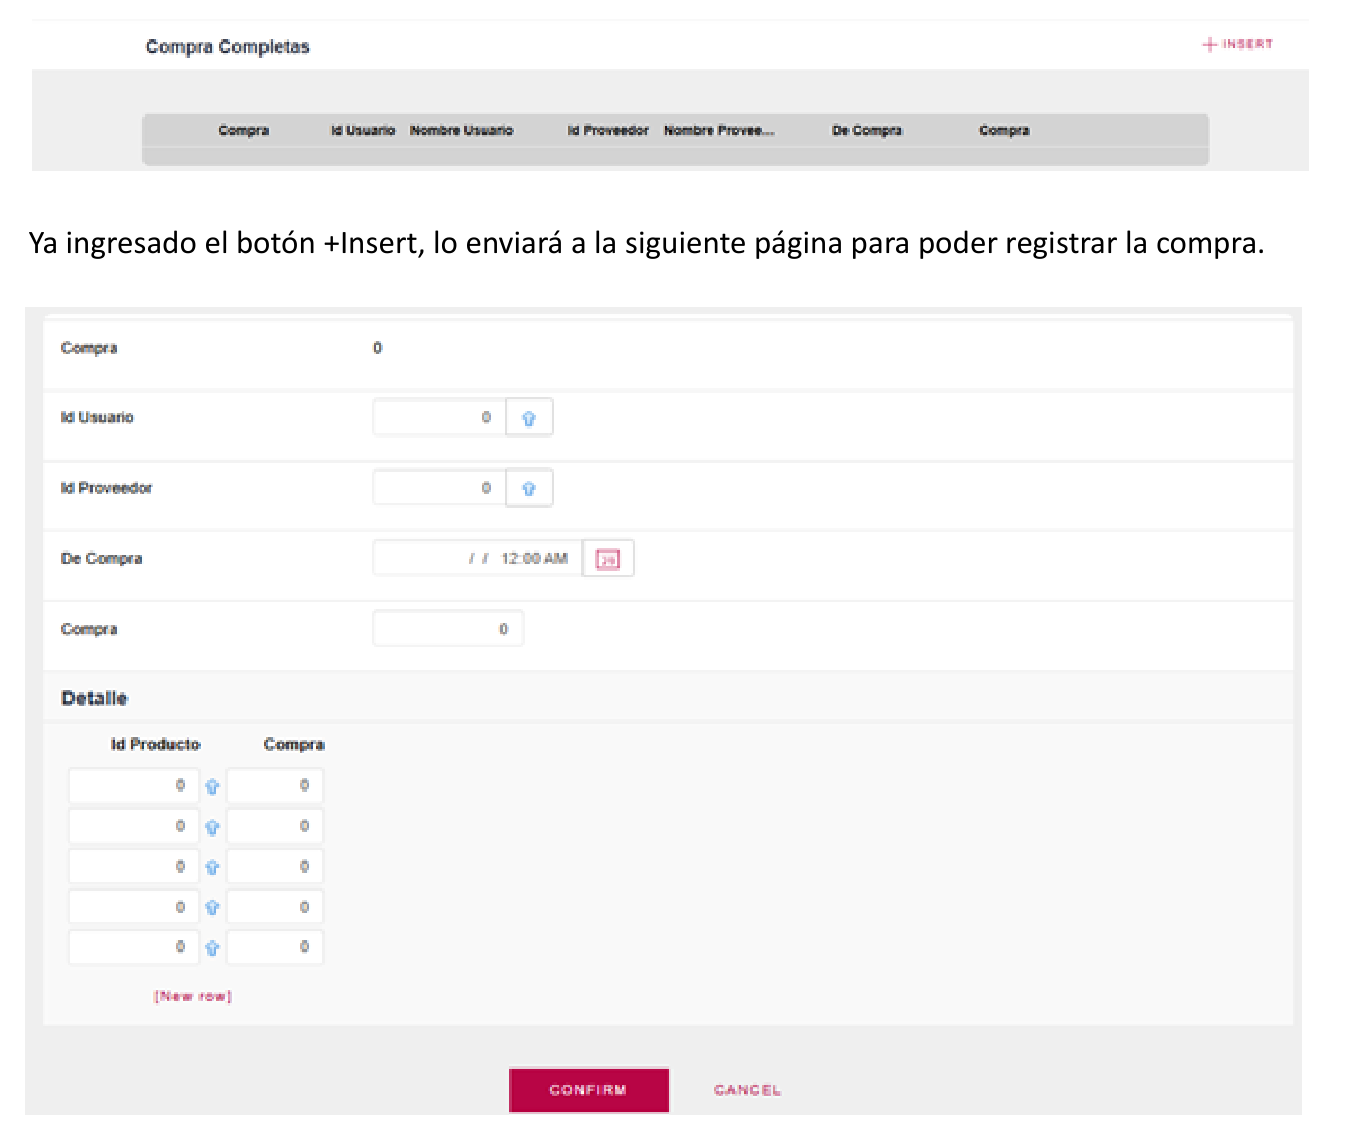 Compra Completas + INSERT
Compra Id Usuario Nombre Usuario Id Proveedor Nombre Provee... De Compra Compra
Ya ingresado el botón +Insert, lo enviará a la siguiente página para poder registrar la compra.
Compra 0
Id Usuario 0
Id Proveedor 0
De Compra / / 12:00 AM
Compra 0
Detalle
Id Producto Compra
0 0
0 0
0 0
0 0
0 0
[New row]
CONFIRM CANCEL